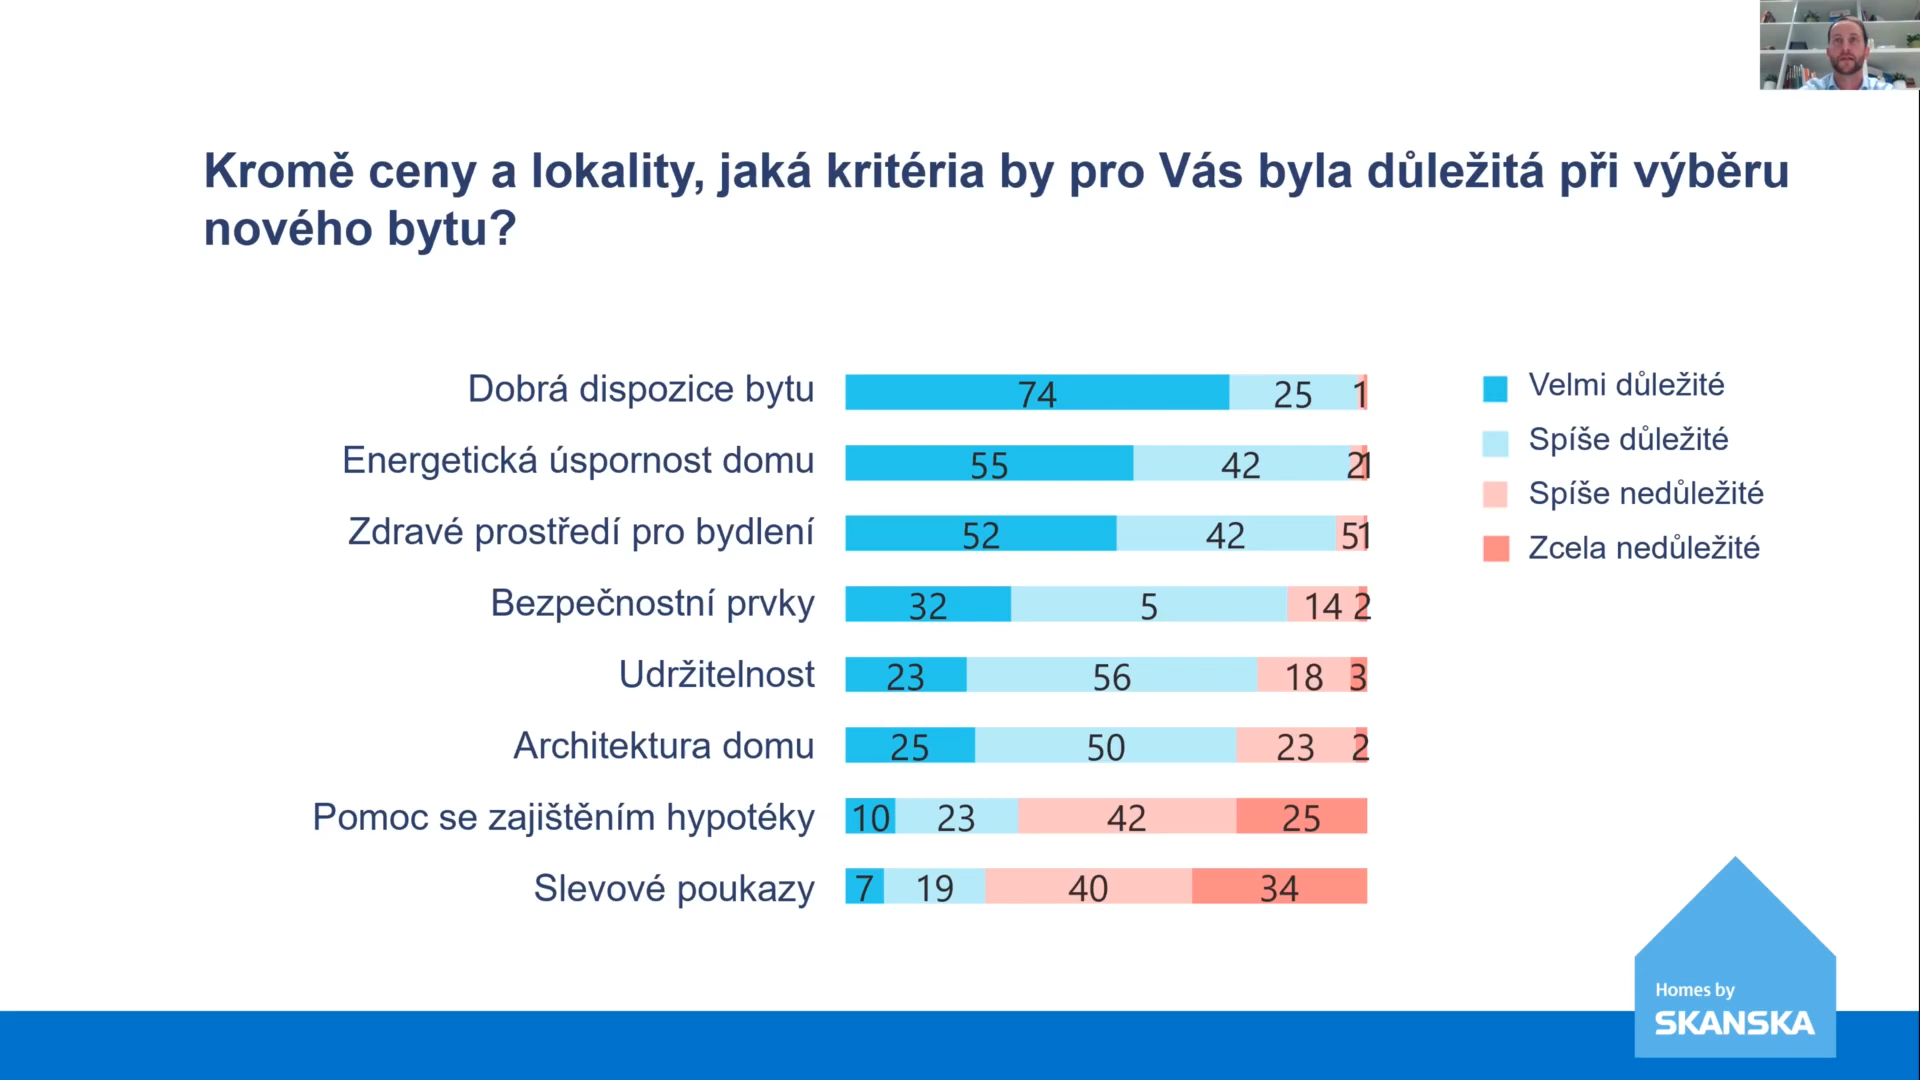 Kromě ceny a lokality, jaká kritéria by pro Vás byla důležitá při výběru
nového bytu?
Dobrá dispozice bytu 74 25 1
Energetická úspornost domu 55 42 2 1
Zdravé prostředí pro bydlení 52 42 5 1
Bezpečnostní prvky 32 5 14 2
Udržitelnost 23 56 18 3
Architektura domu 25 50 23 2
Pomoc se zajištěním hypotéky 10 23 42 25
Slevové poukazy 7 19 40 34
Velmi důležité
Spíše důležité
Spíše nedůležité
Zcela nedůležité
Homes by
SKANSKA